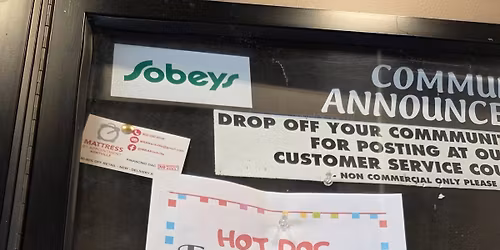 Sobeys
COMMU
ANNOUNCE
DROP OFF YOUR COMMMUNI
FOR POSTING AT OU
CUSTOMER SERVICE COU
- NON COMMERCIAL ONLY PLEASE
MATTRESS
HOT DOG